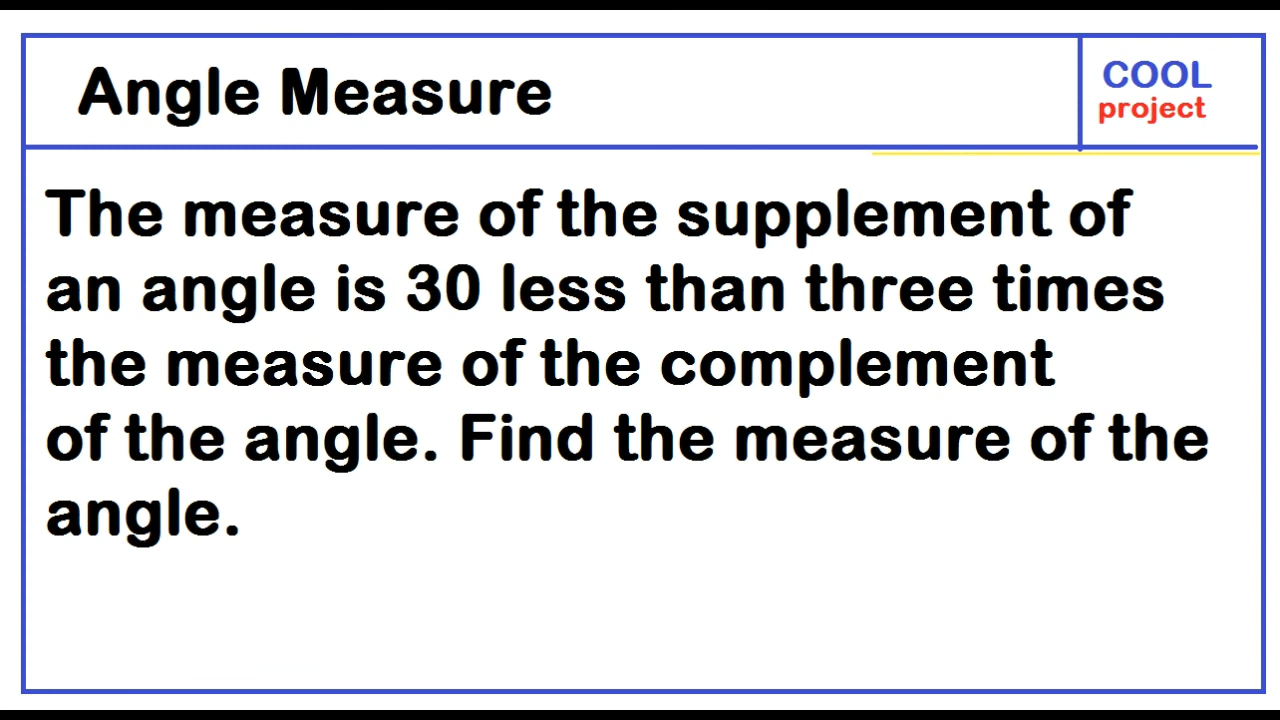 Angle Measure
COOL
project
The measure of the supplement of
an angle is 30 less than three times
the measure of the complement
of the angle. Find the measure of the
angle.